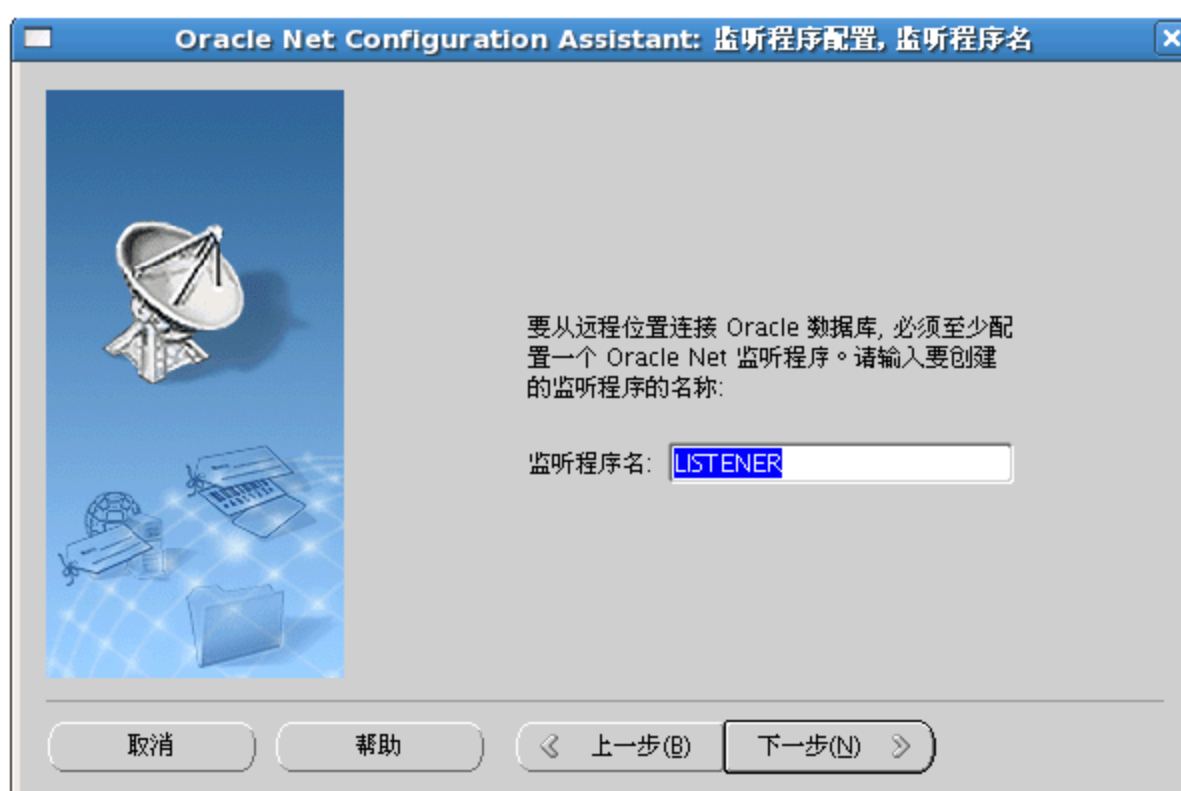 Oracle Net Configuration Assistant: 监听程序配置, 监听程序名
要从远程位置连接 Oracle 数据库, 必须至少配
置一个 Oracle Net 监听程序。请输入要创建
的监听程序的名称:
监听程序名: LISTENER
取消 帮助 上一步(B) 下一步(N)